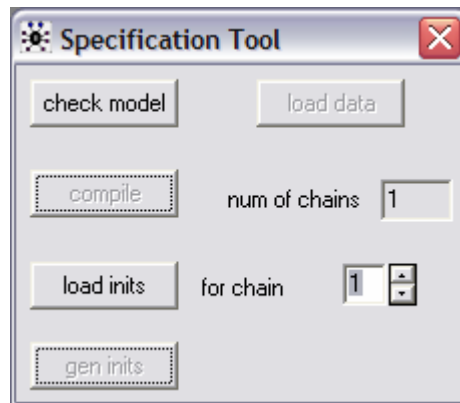 Specification Tool
check model load data
compile num of chains 1
load inits for chain 1
gen inits